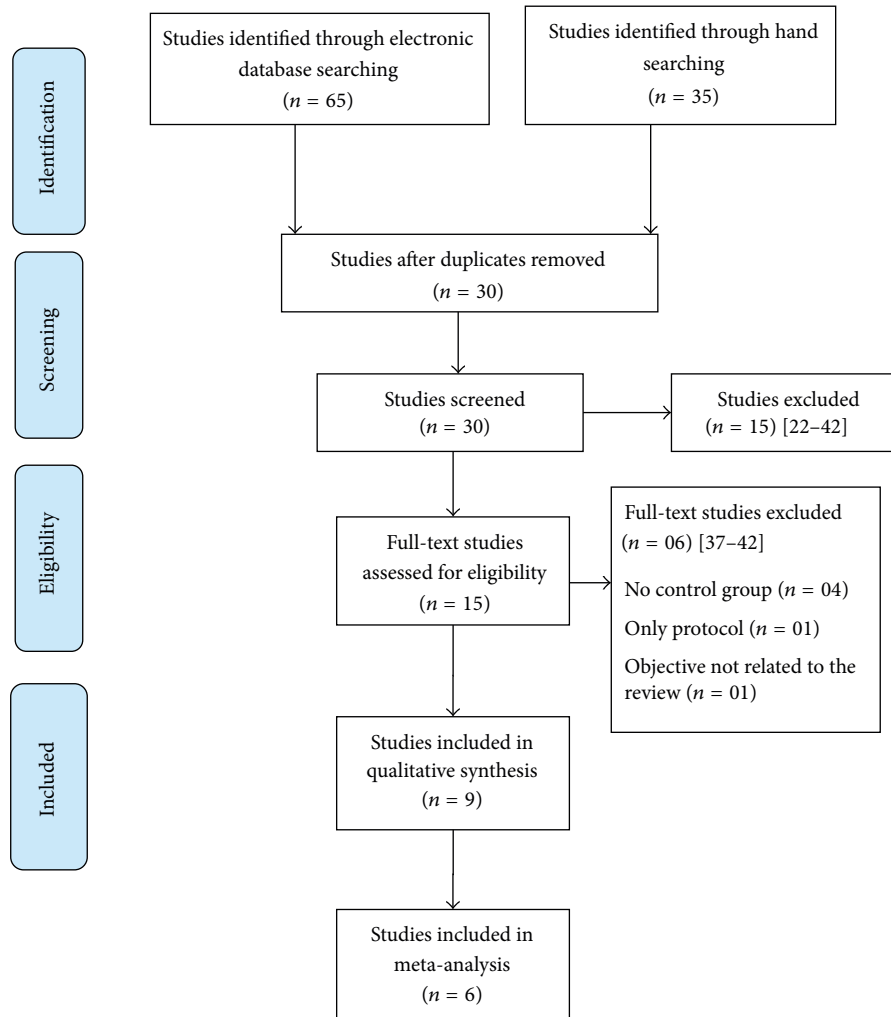 Identification
Studies identified through electronic
database searching
(n = 65)
Studies identified through hand
searching
(n = 35)
Screening
Studies after duplicates removed
(n = 30)
Studies screened
(n = 30)
Studies excluded
(n = 15) [22–42]
Eligibility
Full-text studies
assessed for eligibility
(n = 15)
Full-text studies excluded
(n = 06) [37–42]
No control group (n = 04)
Only protocol (n = 01)
Objective not related to the
review (n = 01)
Included
Studies included in
qualitative synthesis
(n = 9)
Studies included in
meta-analysis
(n = 6)